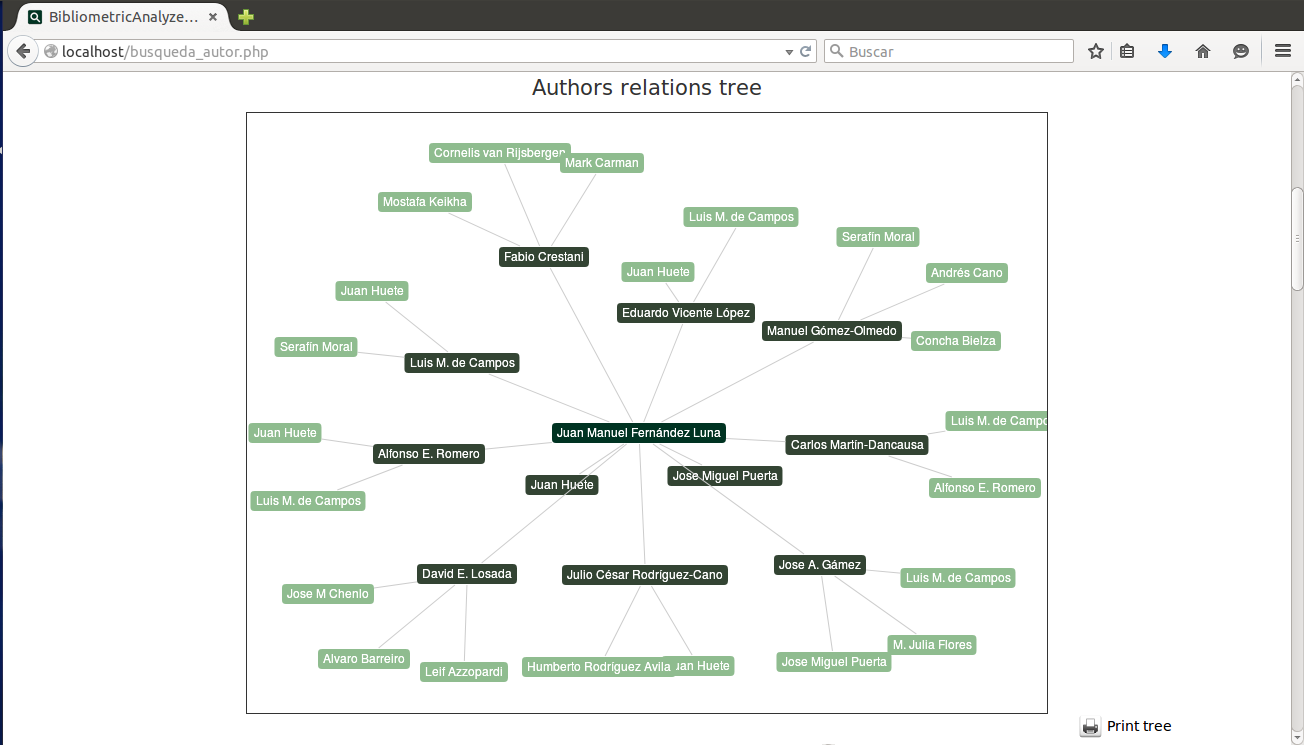 BibliometricAnalyze...
localhost/busqueda_autor.php
Buscar
Authors relations tree
Cornelis van Rijsbergen
Mark Carman
Mostafa Keikha
Luis M. de Campos
Serafín Moral
Fabio Crestani
Juan Huete
Andrés Cano
Juan Huete
Eduardo Vicente López
Manuel Gómez-Olmedo
Concha Bielza
Serafín Moral
Luis M. de Campos
Juan Huete
Juan Manuel Fernández Luna
Luis M. de Campo
Alfonso E. Romero
Carlos Martín-Dancausa
Juan Huete
Jose Miguel Puerta
Alfonso E. Romero
Luis M. de Campos
David E. Losada
Julio César Rodríguez-Cano
Jose A. Gámez
Luis M. de Campos
Jose M Chenlo
Alvaro Barreiro
Leif Azzopardi
Humberto Rodríguez Avila
uan Huete
Jose Miguel Puerta
M. Julia Flores
Print tree